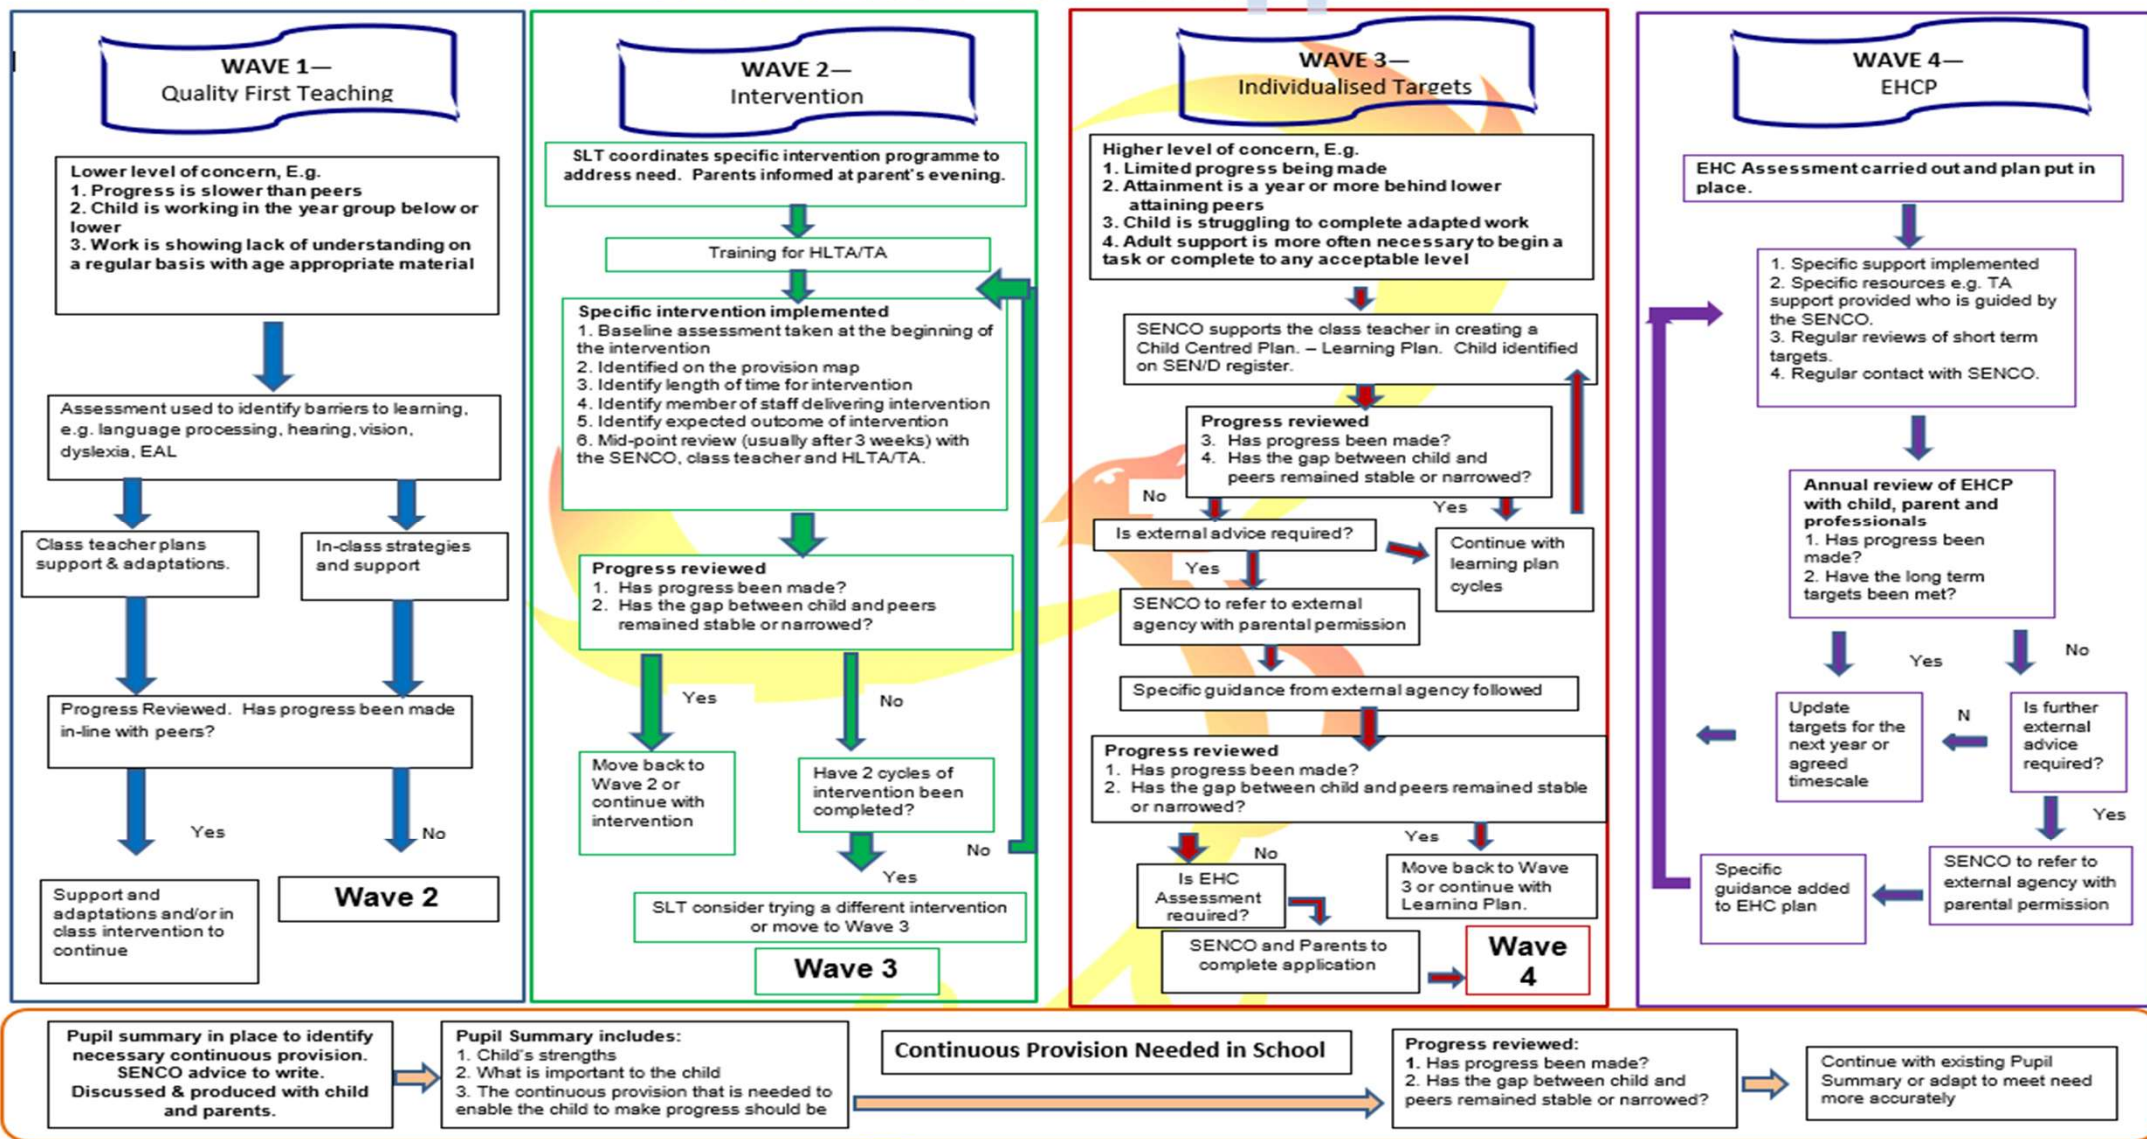 WAVE 1—
Quality First Teaching
Lower level of concern, E.g.
1. Progress is slower than peers
2. Child is working in the year group below or
lower
3. Work is showing lack of understanding on
a regular basis with age appropriate material
Assessment used to identify barriers to learning,
e.g. language processing, hearing, vision,
dyslexia, EAL
Class teacher plans
support & adaptations.
In-class strategies
and support
Progress Reviewed. Has progress been made
in-line with peers?
Yes
No
Support and
adaptations and/or in
class intervention to
continue
Wave 2
WAVE 2—
Intervention
SLT coordinates specific intervention programme to
address need. Parents informed at parent's evening.
Training for HLTA/TA
Specific intervention implemented
1. Baseline assessment taken at the beginning of
the intervention
2. Identified on the provision map
3. Identify length of time for intervention
4. Identify member of staff delivering intervention
5. Identify expected outcome of intervention
6. Mid-point review (usually after 3 weeks) with
the SENCO, class teacher and HLTA/TA.
Progress reviewed
1. Has progress been made?
2. Has the gap between child and peers
remained stable or narrowed?
Yes
No
Move back to
Wave 2 or
continue with
intervention
Have 2 cycles of
intervention been
completed?
No
Yes
SLT consider trying a different intervention
or move to Wave 3
Wave 3
WAVE 3—
Individualised Targets
Higher level of concern, E.g.
1. Limited progress being made
2. Attainment is a year or more behind lower
attaining peers
3. Child is struggling to complete adapted work
4. Adult support is more often necessary to begin a
task or complete to any acceptable level
SENCO supports the class teacher in creating a
Child Centred Plan. – Learning Plan. Child identified
on SEN/D register.
Progress reviewed
3. Has progress been made?
4. Has the gap between child and
peers remained stable or narrowed?
No
Yes
Is external advice required?
Continue with
learning plan
cycles
Yes
SENCO to refer to external
agency with parental permission
Specific guidance from external agency followed
Progress reviewed
1. Has progress been made?
2. Has the gap between child and peers remained stable
or narrowed?
Yes
No
Is EHC
Assessment
required?
Move back to Wave
3 or continue with
Learning Plan.
SENCO and Parents to
complete application
Wave
4
WAVE 4—
EHCP
EHC Assessment carried out and plan put in
place.
1. Specific support implemented
2. Specific resources e.g. TA
support provided who is guided by
the SENCO.
3. Regular reviews of short term
targets.
4. Regular contact with SENCO.
Annual review of EHCP
with child, parent and
professionals
1. Has progress been
made?
2. Have the long term
targets been met?
Yes
No
Update
targets for the
next year or
agreed
timescale
N
Is further
external
advice
required?
Yes
Specific
guidance added
to EHC plan
SENCO to refer to
external agency with
parental permission
Pupil summary in place to identify
necessary continuous provision.
SENCO advice to write.
Discussed & produced with child
and parents.
Pupil Summary includes:
1. Child's strengths
2. What is important to the child
3. The continuous provision that is needed to
enable the child to make progress should be
Continuous Provision Needed in School
Progress reviewed:
1. Has progress been made?
2. Has the gap between child and
peers remained stable or narrowed?
Continue with existing Pupil
Summary or adapt to meet need
more accurately